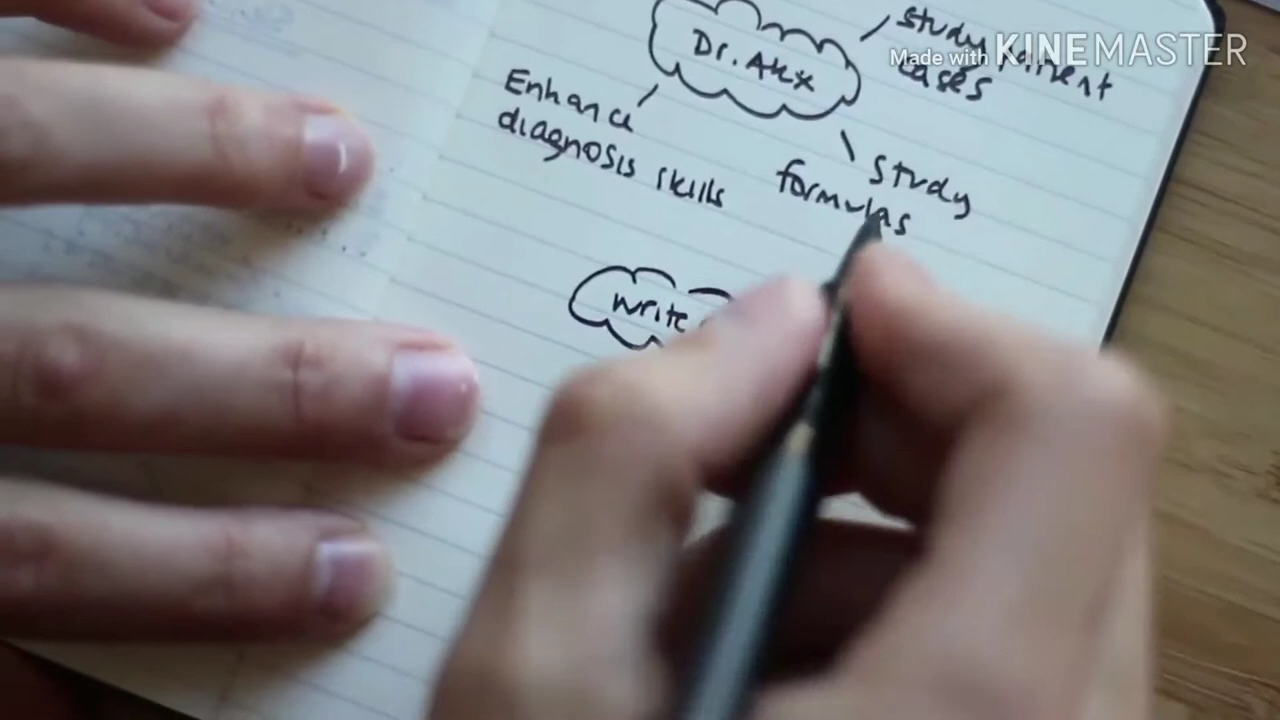 Dr. Alex
study patient
cases
Enhance
diagnosis skills
study
formulas
write
Made with KINEMASTER